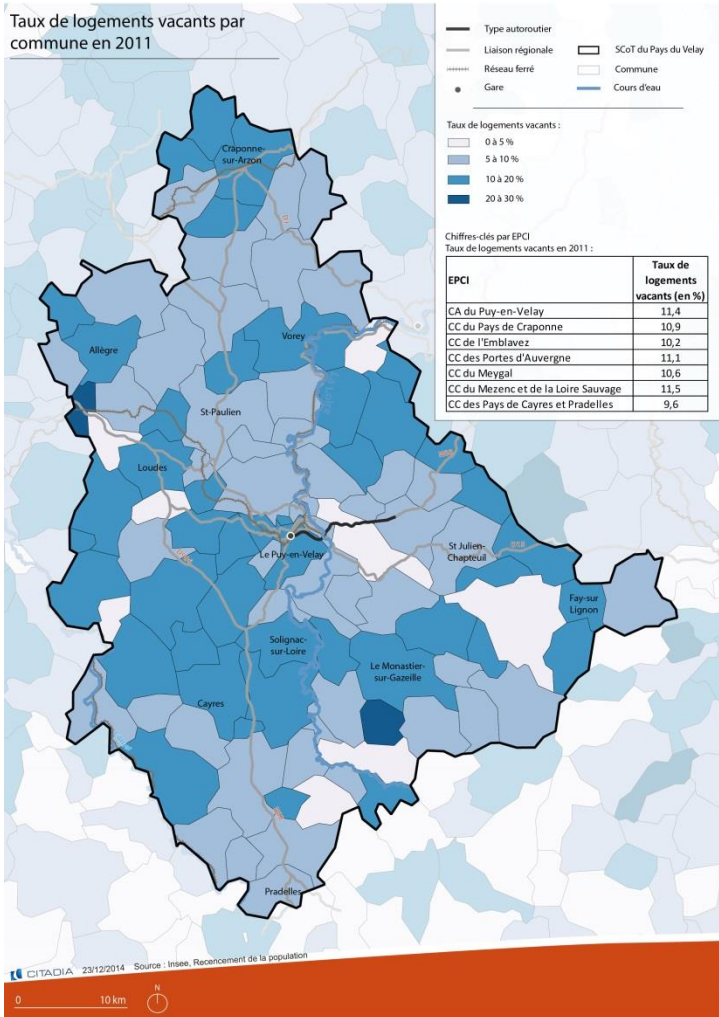 Taux de logements vacants par
commune en 2011
Type autoroutier
Liaison régionale
SCoT du Pays du Velay
Réseau ferré
Commune
Gare
Cours d'eau
Taux de logements vacants :
0 à 5 %
5 à 10 %
10 à 20 %
20 à 30 %
Chiffres-clés par EPCI
Taux de logements vacants en 2011 :
EPCI
Taux de
logements
vacants (en %)
CA du Puy-en-Velay 11,4
CC du Pays de Craponne 10,9
CC de l'Emblavez 10,2
CC des Portes d'Auvergne 11,1
CC du Meygal 10,6
CC du Mezenc et de la Loire Sauvage 11,5
CC des Pays de Cayres et Pradelles 9,6
Craponne-
sur-Arzon
Vorey
Allègre
St-Paulien
Loudes
Le Puy-en-Velay
St Julien-
Chapteuil
Fay-sur
Lignon
Solignac-
sur-Loire
Le Monastier-
sur-Gazeille
Cayres
Pradelles
CITADIA 23/12/2014 Source : Insee, Recencement de la population
0 10 km
N